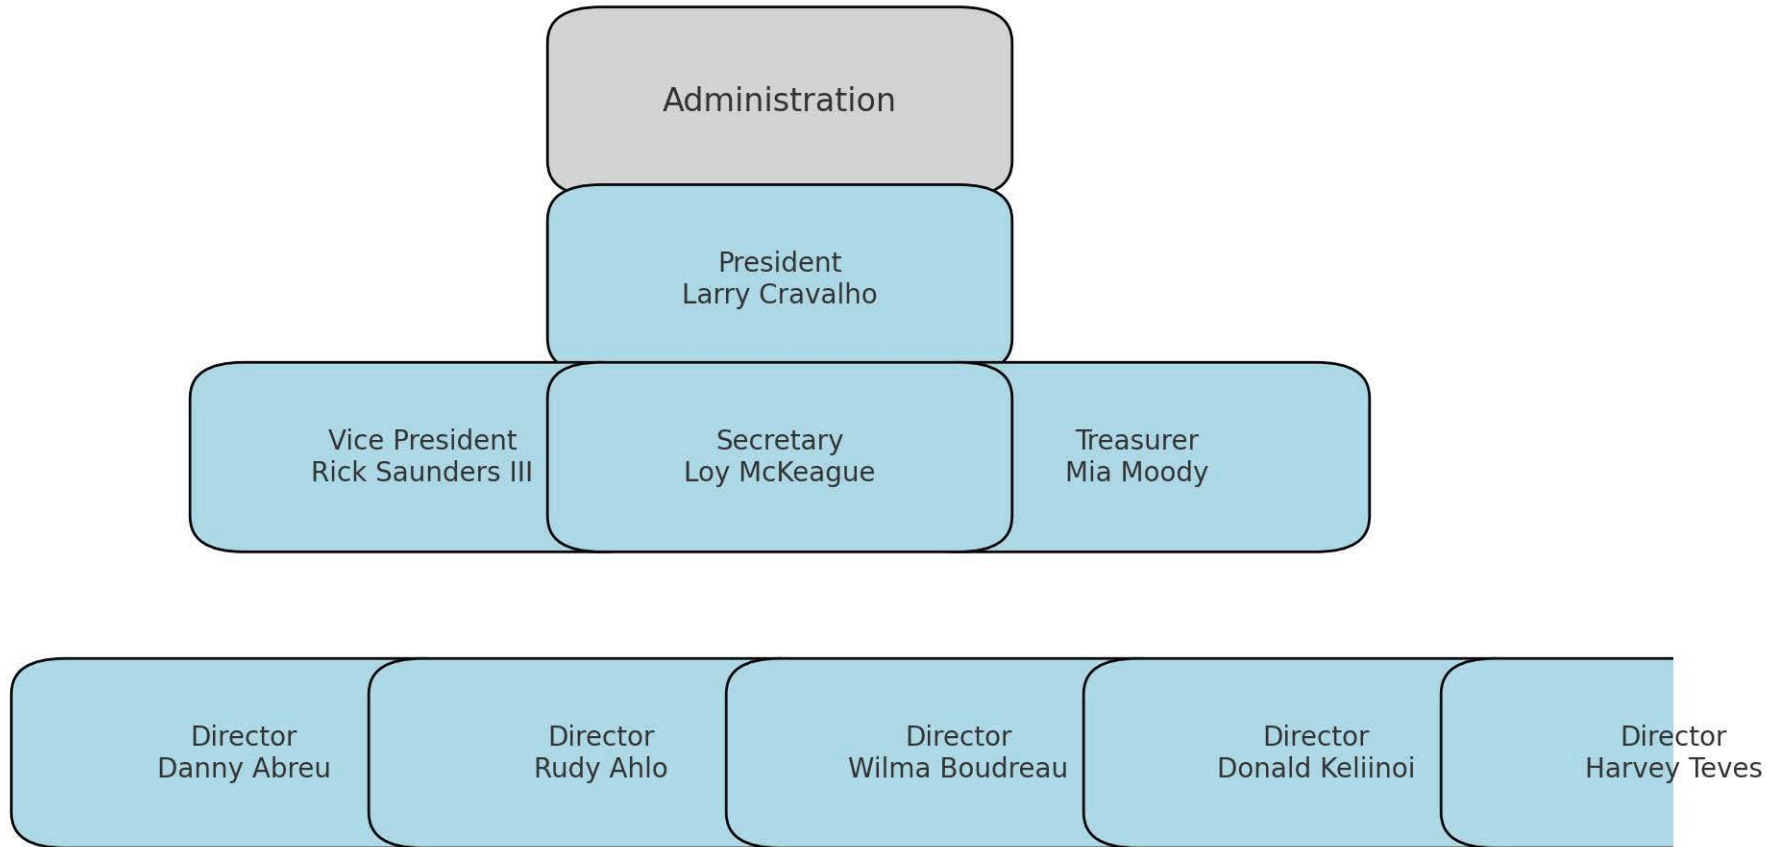 Administration
President
Larry Cravalho
Vice President
Rick Saunders III
Secretary
Loy McKeague
Treasurer
Mia Moody
Director
Danny Abreu
Director
Rudy Ahlo
Director
Wilma Boudreau
Director
Donald Keliinoi
Director
Harvey Teves